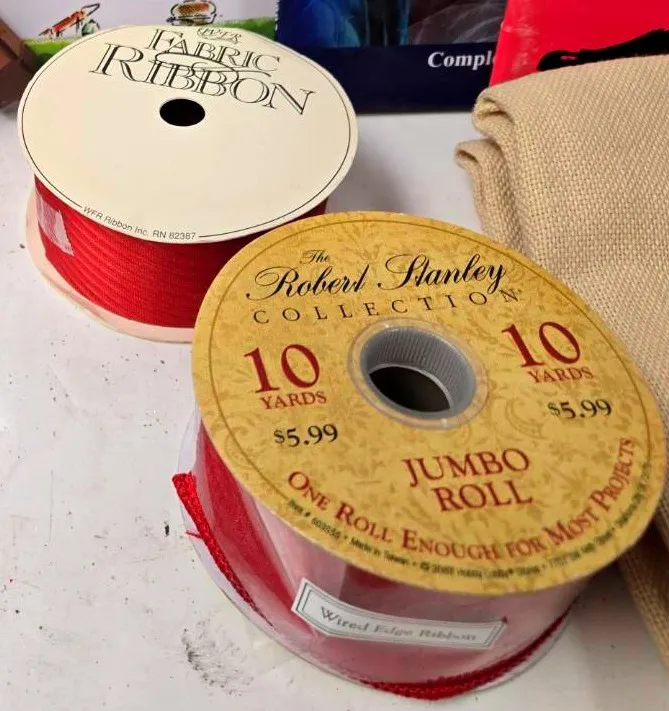 WFR
FABRIC
RIBBON
WFR Ribbon Inc. RN 82387
Compl
The
Robert Stanley
COLLECTION
10
YARDS
$5.99
10
YARDS
$5.99
JUMBO
ROLL
ONE ROLL ENOUGH FOR MOST PROJECTS
Made in Taiwan •
Wired Edge Ribbon